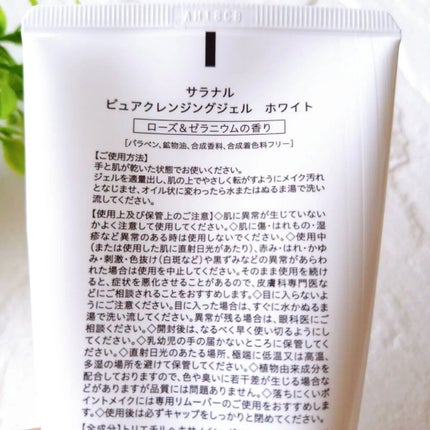 サラナル
ピュアクレンジングジェル　ホワイト
ローズ&ゼラニウムの香り
[パラベン、鉱物油、合成香料、合成着色料フリー]
【ご使用方法】
手と肌が乾いた状態でお使いください。
ジェルを適量出し、肌の上でやさしく転がすようにメイク汚れ
となじませ、オイル状に変わったら水またはぬるま湯で洗い
流してください。
【使用上及び保管上のご注意】◇肌に異常が生じていないか
よく注意して使用してください。◇肌に傷・はれもの・湿
疹など異常のある時は使用しないでください。◇使用中
(または使用した肌に直射日光があたり)、赤み・はれ・かゆ
み・刺激・色抜け(白斑など)や黒ずみなどの異常があらわ
れた場合は使用を中止してください。そのまま使用を続け
ると、症状を悪化させることがあるので、皮膚科専門医な
どにご相談されることをおすすめします。◇目に入らないよ
うにご注意ください。目に入った場合は、すぐに水かぬるま
湯で洗い流してください。異常が残る場合は、眼科医にご
相談ください。◇開封後は、なるべく早く使い切るようにし
てください。◇乳幼児の手の届かないところに保管してく
ださい。◇直射日光のあたる場所、極端に低温又は高温、
多湿の場所を避けて保管してください。◇植物由来成分を
配合しておりますので、色や臭いに若干差が生じる場合な
どがありますが品質には問題ありません。◇落ちにくいポ
イントメイクには専用リムーバーのご使用をおすすめしま
す。◇使用後は必ずキャップをしっかりと閉めてください。
【全成分】トリエチルヘキサノイン